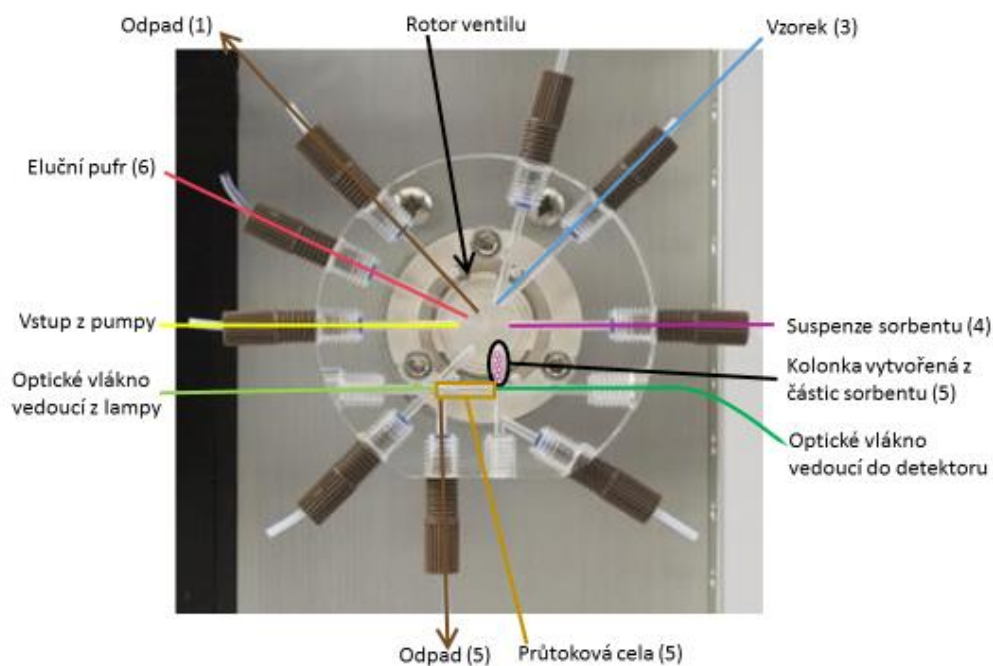 Odpad (1)
Rotor ventilu
Vzorek (3)
Eluční pufr (6)
Vstup z pumpy
Suspenze sorbentu (4)
Kolonka vytvořená z
částic sorbentu (5)
Optické vlákno
vedoucí z lampy
Optické vlákno
vedoucí do detektoru
Odpad (5)
Průtoková cela (5)